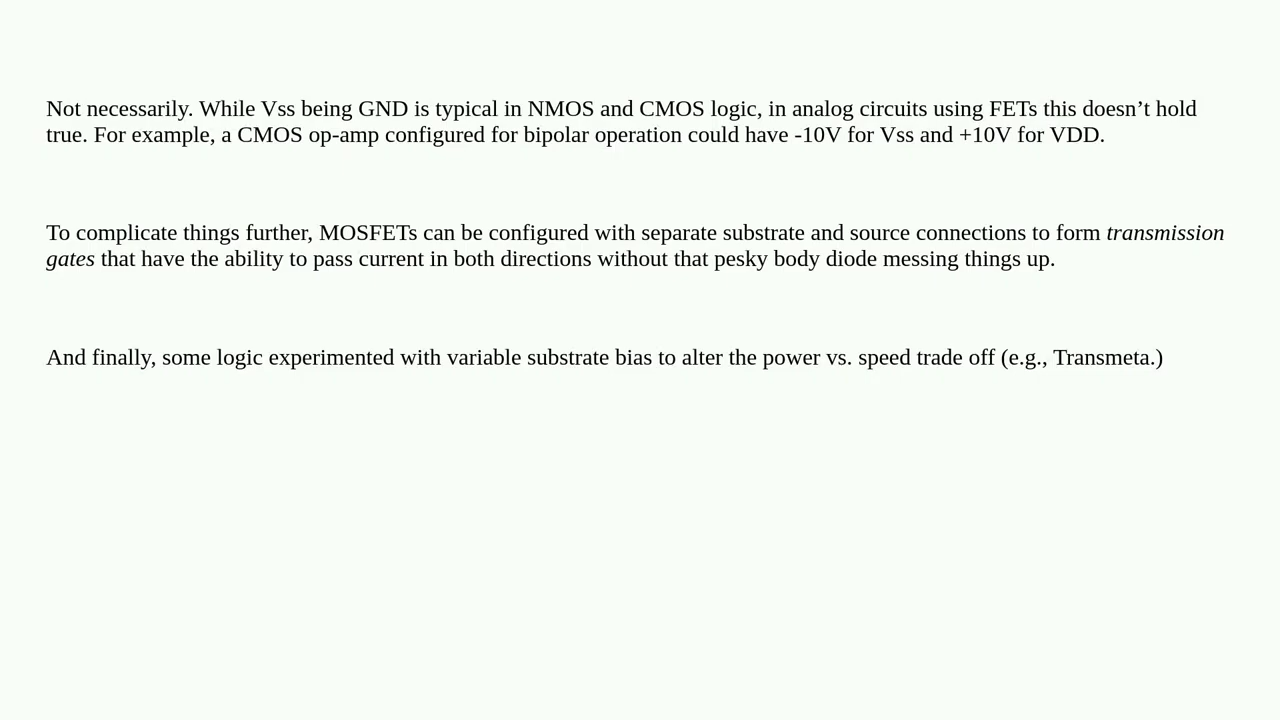 Not necessarily. While Vss being GND is typical in NMOS and CMOS logic, in analog circuits using FETs this doesn’t hold
true. For example, a CMOS op-amp configured for bipolar operation could have -10V for Vss and +10V for VDD.
To complicate things further, MOSFETs can be configured with separate substrate and source connections to form transmission
gates that have the ability to pass current in both directions without that pesky body diode messing things up.
And finally, some logic experimented with variable substrate bias to alter the power vs. speed trade off (e.g., Transmeta.)